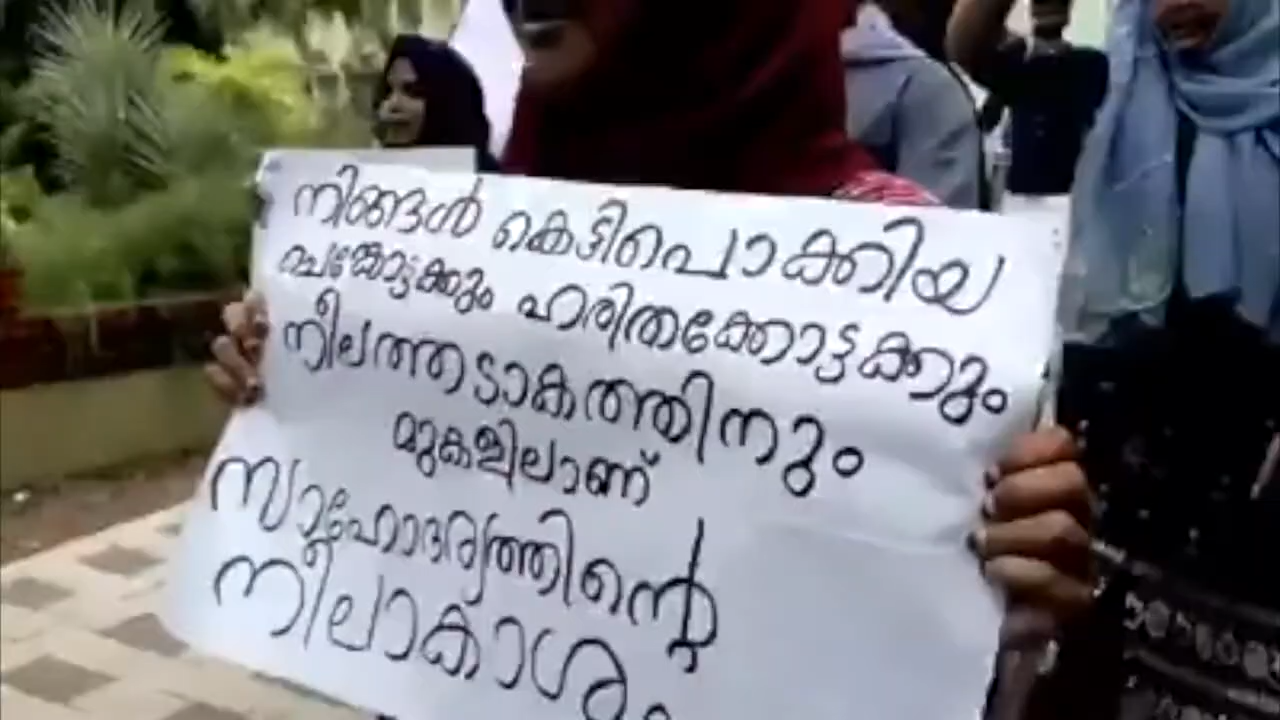 നിങ്ങൾ കെട്ടിപൊക്കിയ
ചെങ്കോട്ടക്കും ഹരിതക്കോട്ടക്കും
നീലത്തടാകത്തിനും
മുകളിലാണ്
സാഹോദര്യത്തിന്റെ
നീലാകാശം